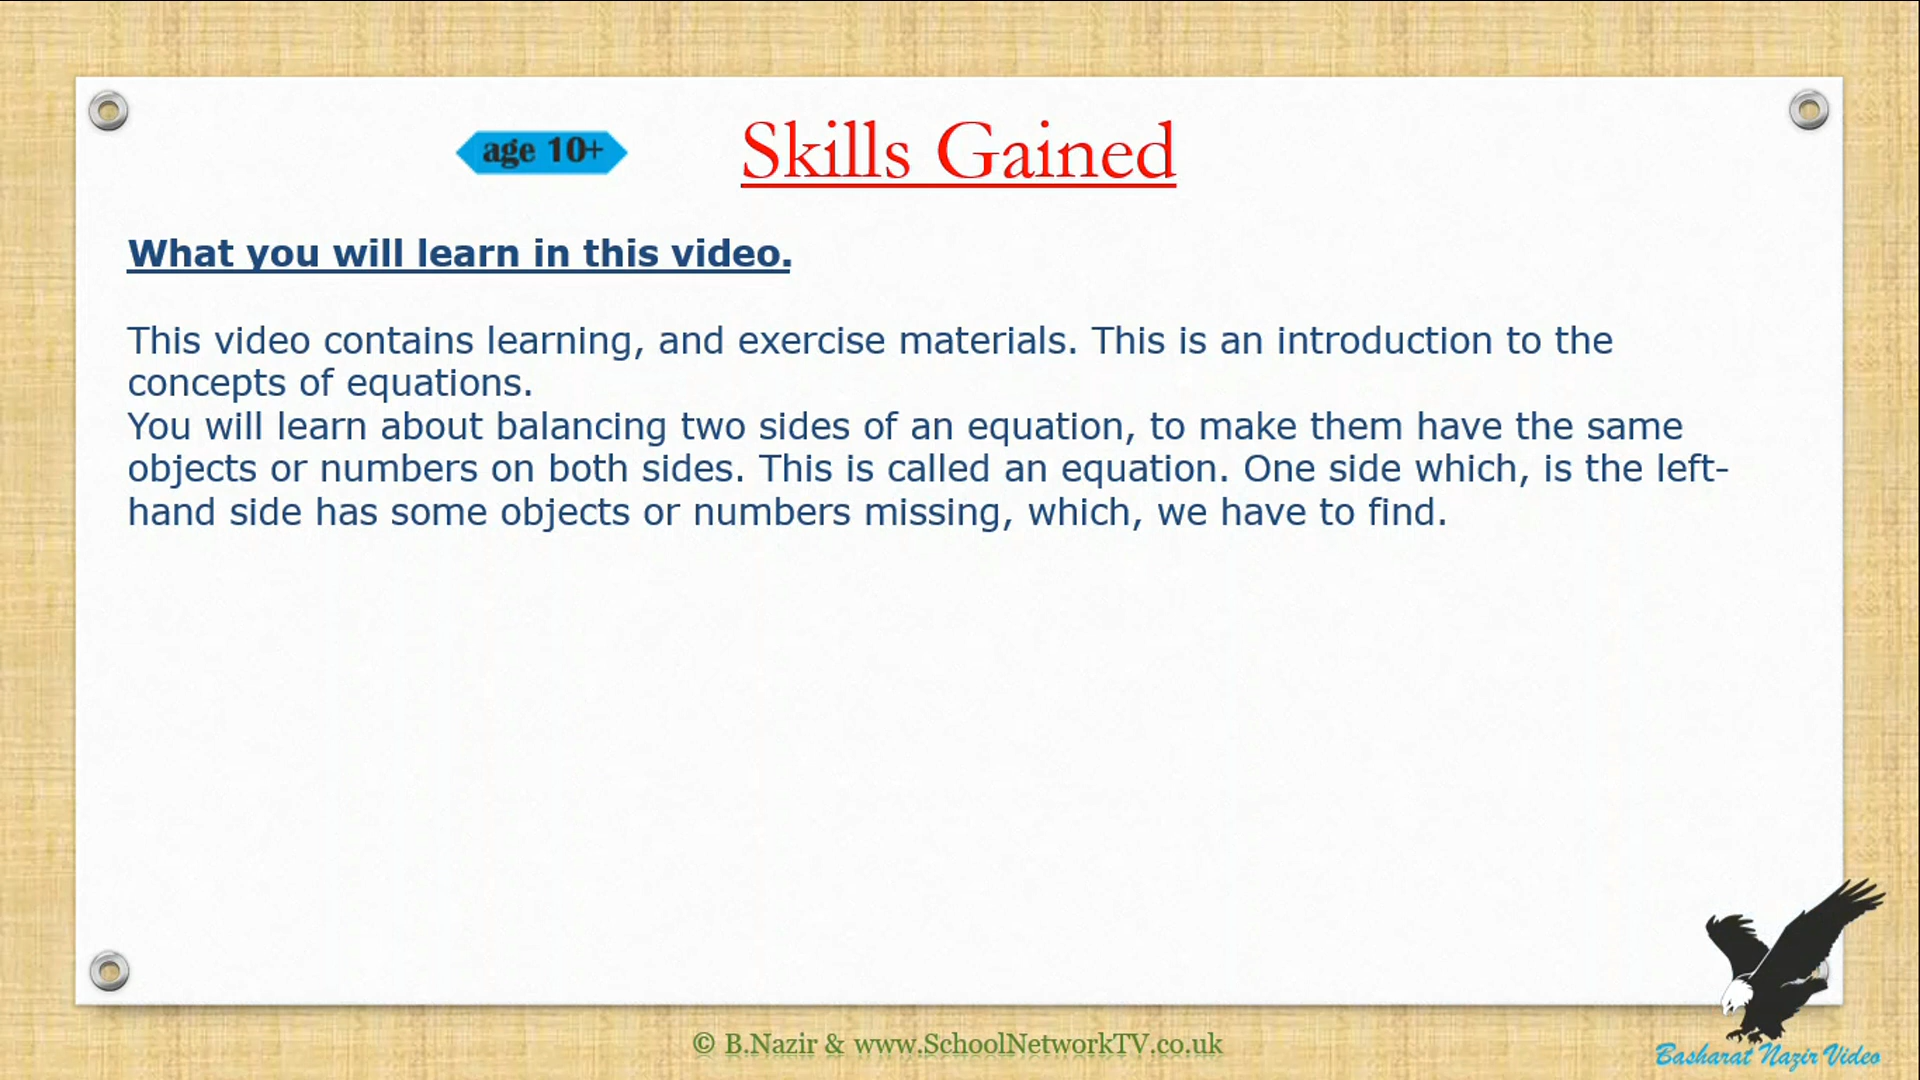 age 10+
Skills Gained
What you will learn in this video.
This video contains learning, and exercise materials. This is an introduction to the
concepts of equations.
You will learn about balancing two sides of an equation, to make them have the same
objects or numbers on both sides. This is called an equation. One side which, is the left-
hand side has some objects or numbers missing, which, we have to find.
© B.Nazir & www.SchoolNetworkTV.co.uk
Basharat Nazir Video